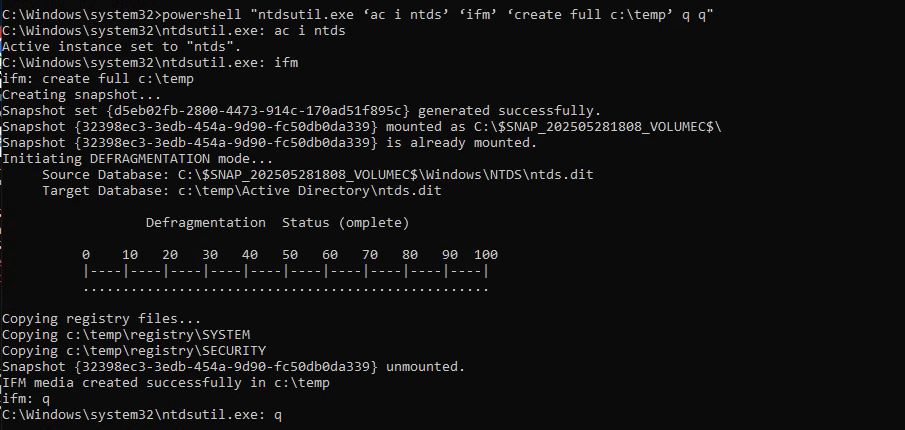 C:\Windows\system32>powershell "ntdsutil.exe ‘ac i ntds’ ‘ifm’ ‘create full c:\temp’ q q"
C:\Windows\system32\ntdsutil.exe: ac i ntds
Active instance set to "ntds".
C:\Windows\system32\ntdsutil.exe: ifm
ifm: create full c:\temp
Creating snapshot...
Snapshot set {d5eb02fb-2800-4473-914c-170ad51f895c} generated successfully.
Snapshot {32398ec3-3edb-454a-9d90-fc50db0da339} mounted as C:\$SNAP_202505281808_VOLUMEC$\
Snapshot {32398ec3-3edb-454a-9d90-fc50db0da339} is already mounted.
Initiating DEFRAGMENTATION mode...
     Source Database: C:\$SNAP_202505281808_VOLUMEC$\Windows\NTDS\ntds.dit
     Target Database: c:\temp\Active Directory\ntds.dit
                  Defragmentation  Status (omplete)
          0    10   20   30   40   50   60   70   80   90  100
          |----|----|----|----|----|----|----|----|----|----|
          ...................................................
Copying registry files...
Copying c:\temp\registry\SYSTEM
Copying c:\temp\registry\SECURITY
Snapshot {32398ec3-3edb-454a-9d90-fc50db0da339} unmounted.
IFM media created successfully in c:\temp
ifm: q
C:\Windows\system32\ntdsutil.exe: q